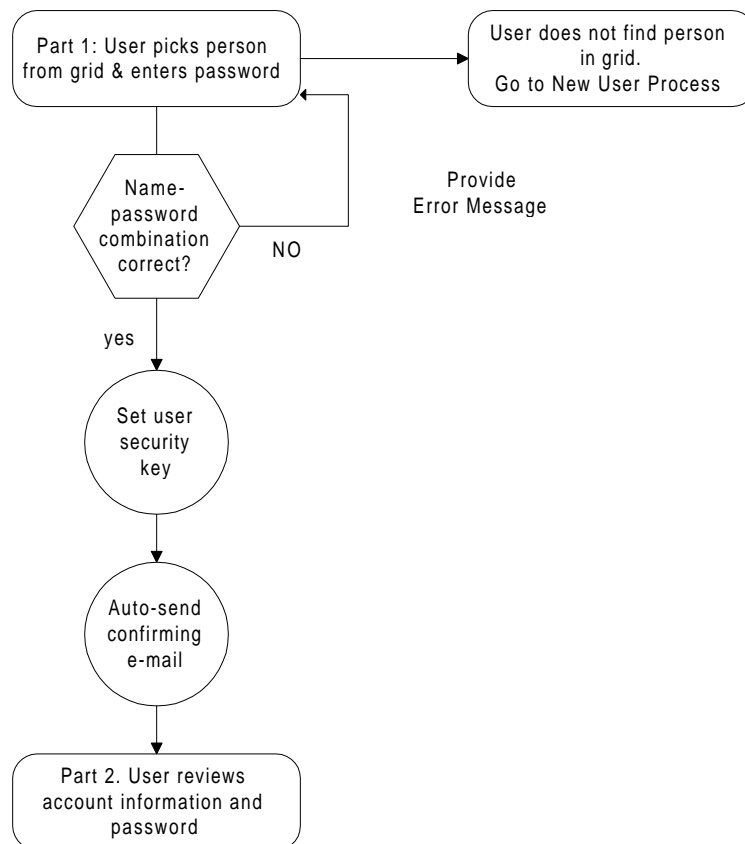 Part 1: User picks person
from grid & enters password
User does not find person
in grid.
Go to New User Process
Name-
password
combination
correct?
NO
Provide
Error Message
yes
Set user
security
key
Auto-send
confirming
e-mail
Part 2. User reviews
account information and
password